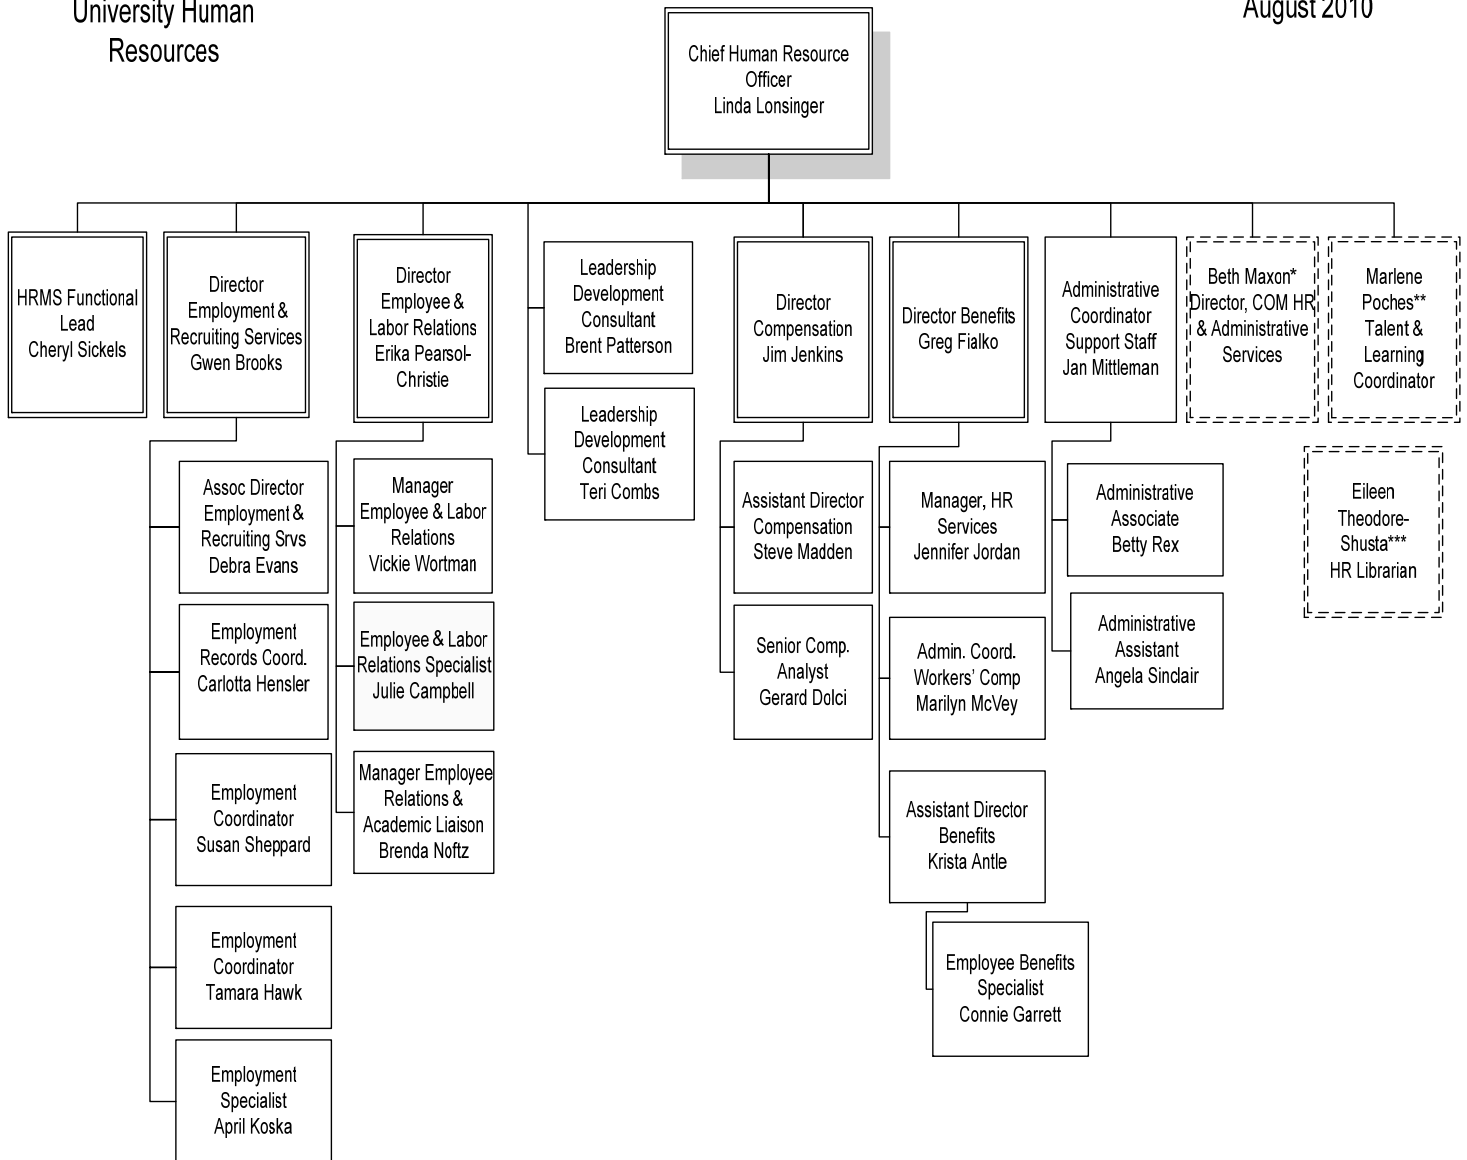 University Human
Resources
August 2010
Chief Human Resource
Officer
Linda Lonsinger
HRMS Functional
Lead
Cheryl Sickels
Director
Employment &
Recruiting Services
Gwen Brooks
Director
Employee &
Labor Relations
Erika Pearsol-
Christie
Leadership
Development
Consultant
Brent Patterson
Leadership
Development
Consultant
Teri Combs
Director
Compensation
Jim Jenkins
Director Benefits
Greg Fialko
Administrative
Coordinator
Support Staff
Jan Mittleman
Beth Maxon*
Director, COM HR
& Administrative
Services
Marlene
Poches**
Talent &
Learning
Coordinator
Eileen
Theodore-
Shusta***
HR Librarian
Assoc Director
Employment &
Recruiting Srvs
Debra Evans
Employment
Records Coord.
Carlotta Hensler
Employment
Coordinator
Susan Sheppard
Employment
Coordinator
Tamara Hawk
Employment
Specialist
April Koska
Manager
Employee & Labor
Relations
Vickie Wortman
Employee & Labor
Relations Specialist
Julie Campbell
Manager Employee
Relations &
Academic Liaison
Brenda Noftz
Assistant Director
Compensation
Steve Madden
Senior Comp.
Analyst
Gerard Dolci
Manager, HR
Services
Jennifer Jordan
Admin. Coord.
Workers’ Comp
Marilyn McVey
Assistant Director
Benefits
Krista Antle
Employee Benefits
Specialist
Connie Garrett
Administrative
Associate
Betty Rex
Administrative
Assistant
Angela Sinclair